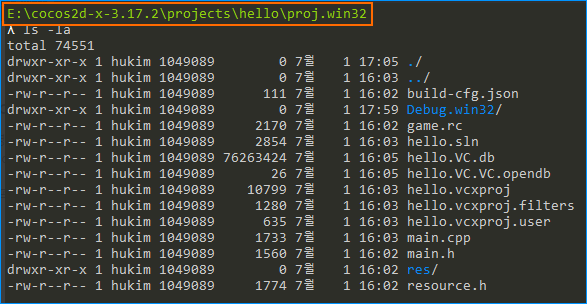 E:\cocos2d-x-3.17.2\projects\hello\proj.win32
λ ls -la
total 74551
drwxr-xr-x 1 hukim 1049089        0 7월    1 17:05 ./
drwxr-xr-x 1 hukim 1049089        0 7월    1 16:03 ../
-rw-r--r-- 1 hukim 1049089      111 7월    1 16:02 build-cfg.json
drwxr-xr-x 1 hukim 1049089        0 7월    1 17:59 Debug.win32/
-rw-r--r-- 1 hukim 1049089     2170 7월    1 16:02 game.rc
-rw-r--r-- 1 hukim 1049089     2854 7월    1 16:03 hello.sln
-rw-r--r-- 1 hukim 1049089 76263424 7월    1 16:05 hello.VC.db
-rw-r--r-- 1 hukim 1049089       26 7월    1 16:05 hello.VC.VC.opendb
-rw-r--r-- 1 hukim 1049089    10799 7월    1 16:03 hello.vcxproj
-rw-r--r-- 1 hukim 1049089     1280 7월    1 16:03 hello.vcxproj.filters
-rw-r--r-- 1 hukim 1049089      635 7월    1 16:03 hello.vcxproj.user
-rw-r--r-- 1 hukim 1049089     1733 7월    1 16:03 main.cpp
-rw-r--r-- 1 hukim 1049089     1560 7월    1 16:02 main.h
drwxr-xr-x 1 hukim 1049089        0 7월    1 16:02 res/
-rw-r--r-- 1 hukim 1049089     1774 7월    1 16:02 resource.h